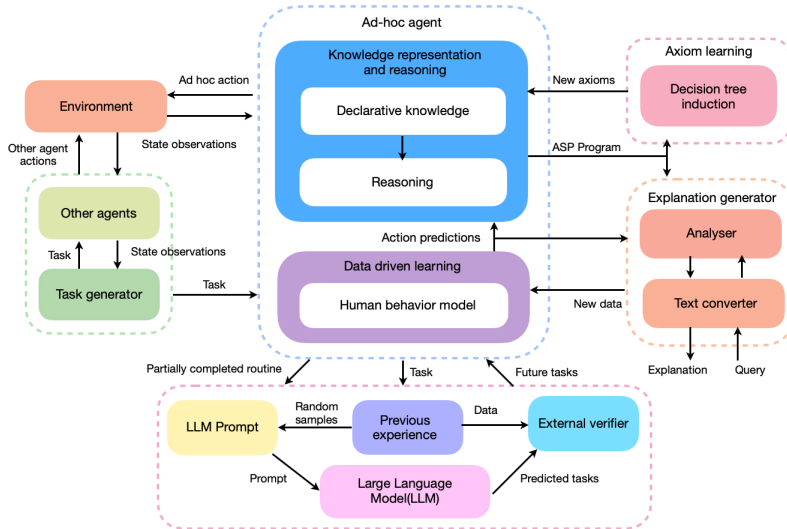 Ad-hoc agent
Knowledge representation
and reasoning
Axiom learning
Decision tree
induction
Ad hoc action
New axioms
Environment
Declarative knowledge
Other agent
actions
State observations
ASP Program
Reasoning
Explanation generator
Other agents
Analyser
Action predictions
Task
State observations
Data driven learning
Task generator
Task
Human behavior model
New data
Text converter
Partially completed routine
Task
Future tasks
Explanation
Query
LLM Prompt
Random
samples
Previous
experience
Data
External verifier
Prompt
Large Language
Model(LLM)
Predicted tasks